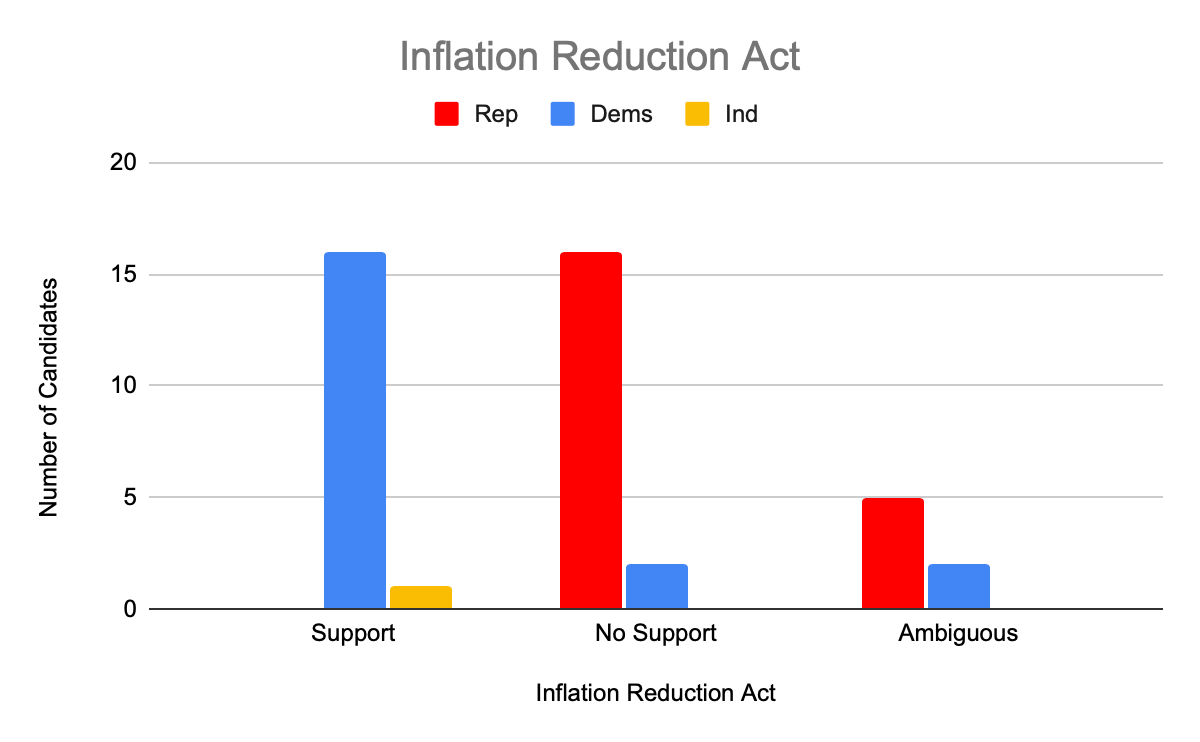 Inflation Reduction Act
Rep Dems Ind
20
15
10
5
0
Number of Candidates
Support No Support Ambiguous
Inflation Reduction Act